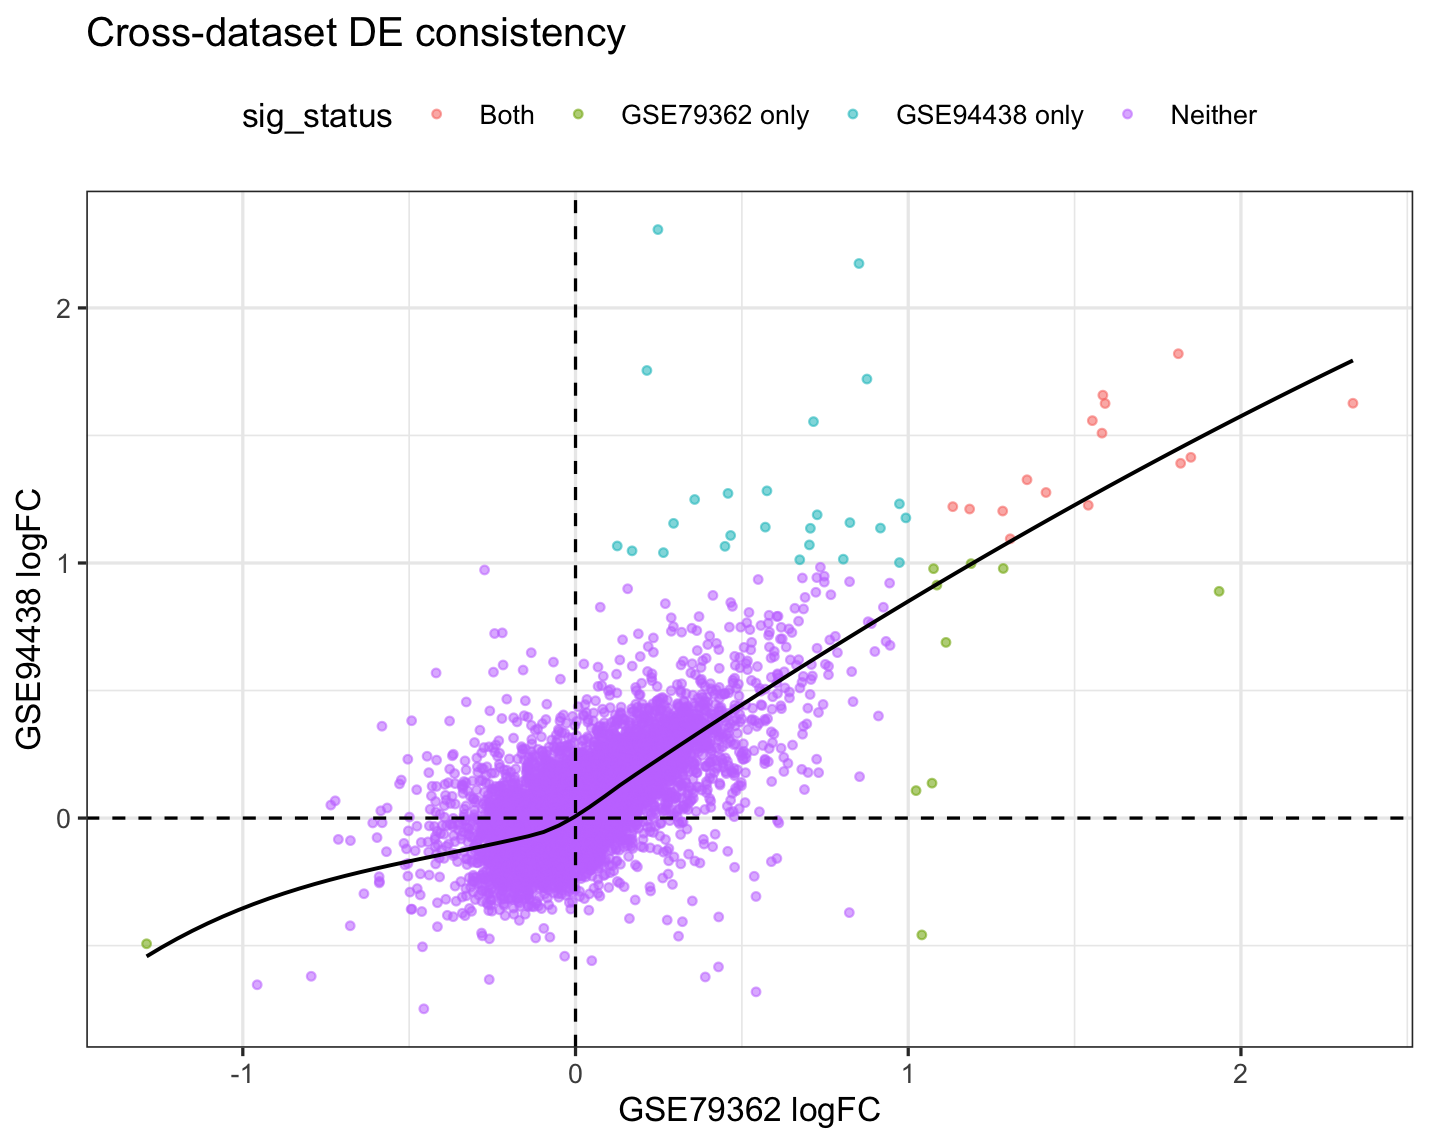 Cross-dataset DE consistency
sig_status Both GSE79362 only GSE94438 only Neither
GSE94438 logFC
2
1
0
-1 0 1 2
GSE79362 logFC